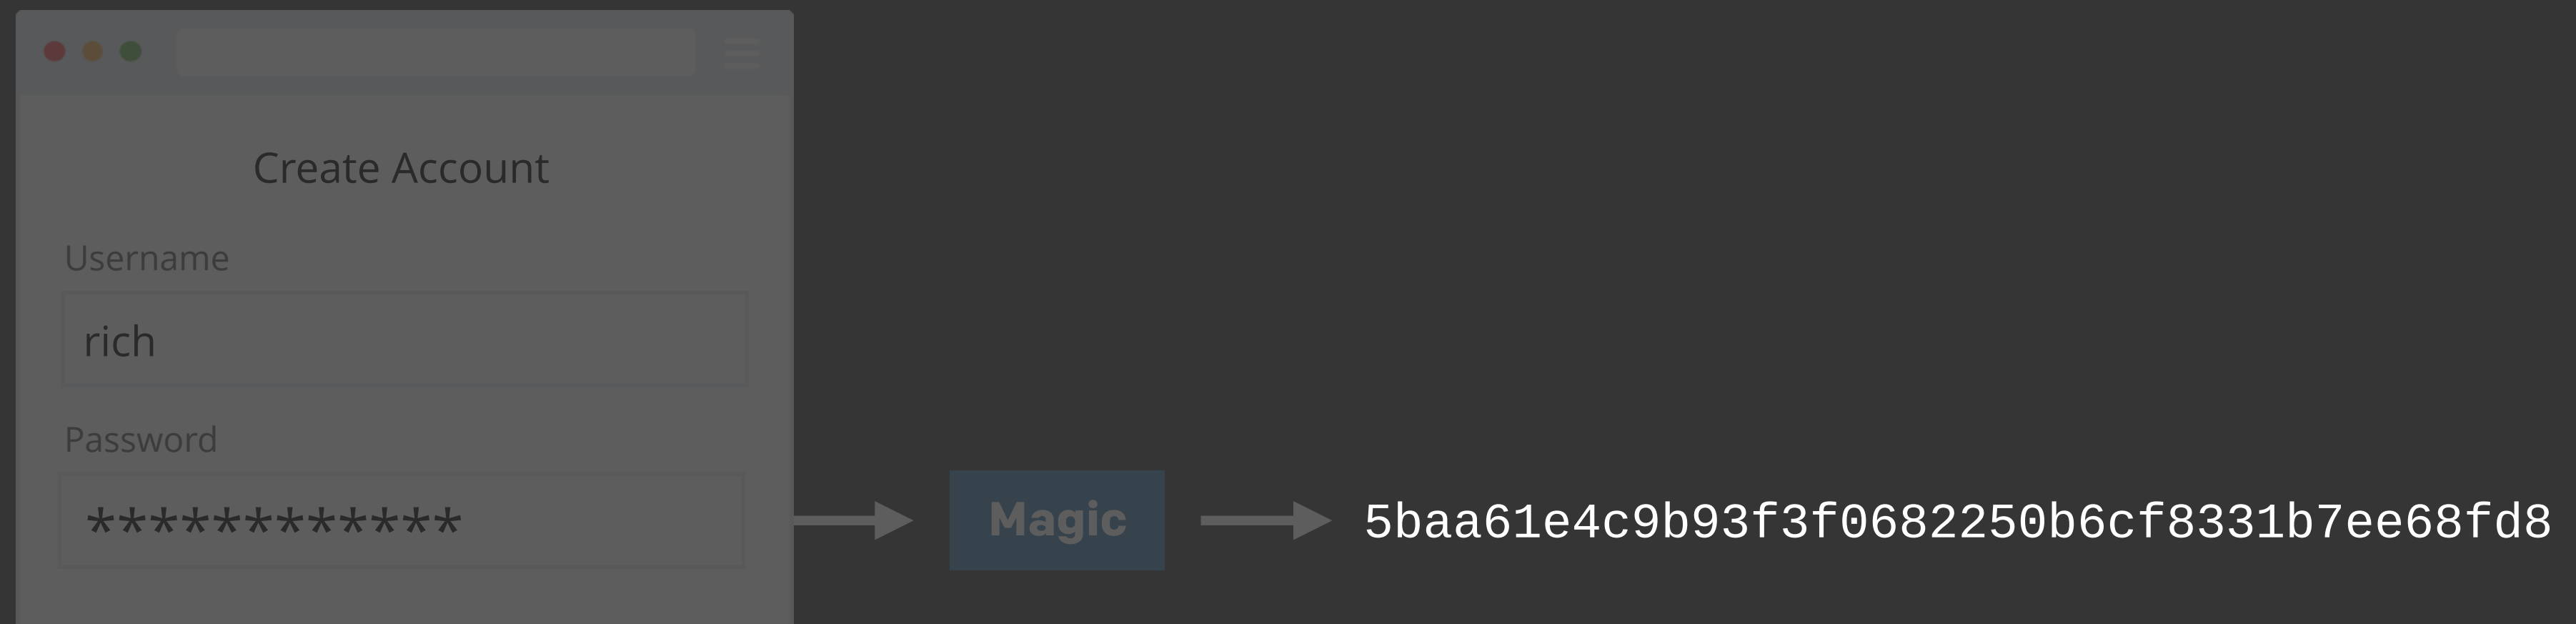 Create Account
Username
rich
Password
************
Magic
5baa61e4c9b93f3f0682250b6cf8331b7ee68fd8